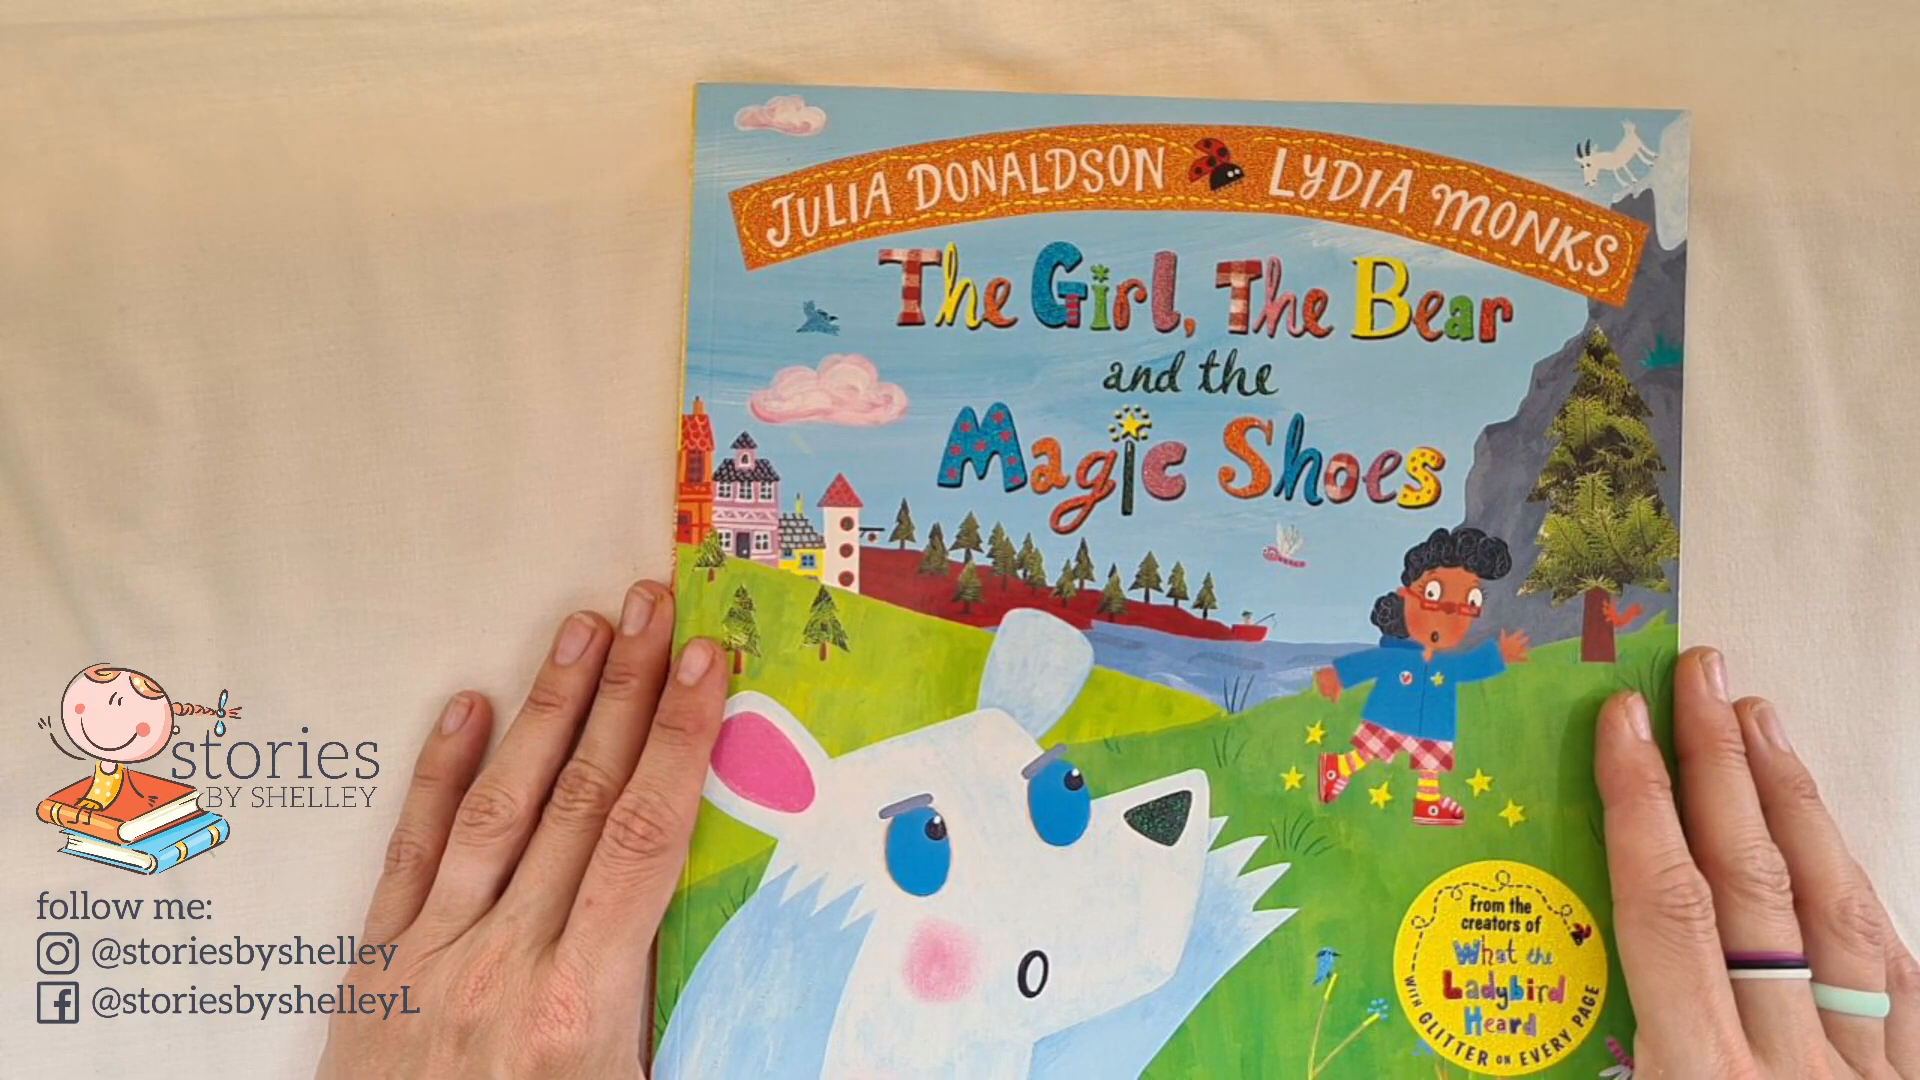 JULIA DONALDSON LYDIA MONKS
The Girl, The Bear
and the
Magic Shoes
From the
creators of
What the
Ladybird
Heard
WITH GLITTER ON EVERY PAGE
stories
BY SHELLEY
follow me:
@storiesbyshelley
@storiesbyshelleyL